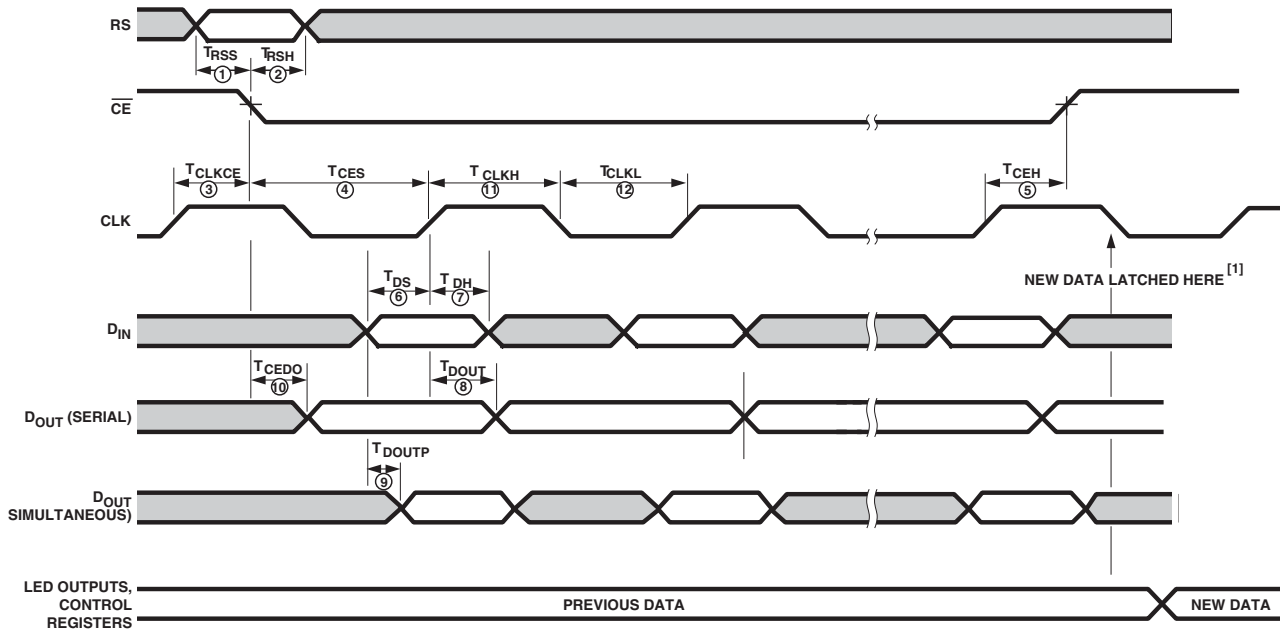 RS
TRSS TRSH
① ②
CE
TCLKCE TCES T CLKH TCLKL TCEH
③ ④ ⑪ ⑫ ⑤
CLK
NEW DATA LATCHED HERE [1]
TDS T DH
⑥ ⑦
DIN
TCEDO TDOUT
⑩ ⑧
DOUT (SERIAL)
TDOUTP
⑨
DOUT
SIMULTANEOUS)
LED OUTPUTS,
CONTROL
REGISTERS
PREVIOUS DATA NEW DATA